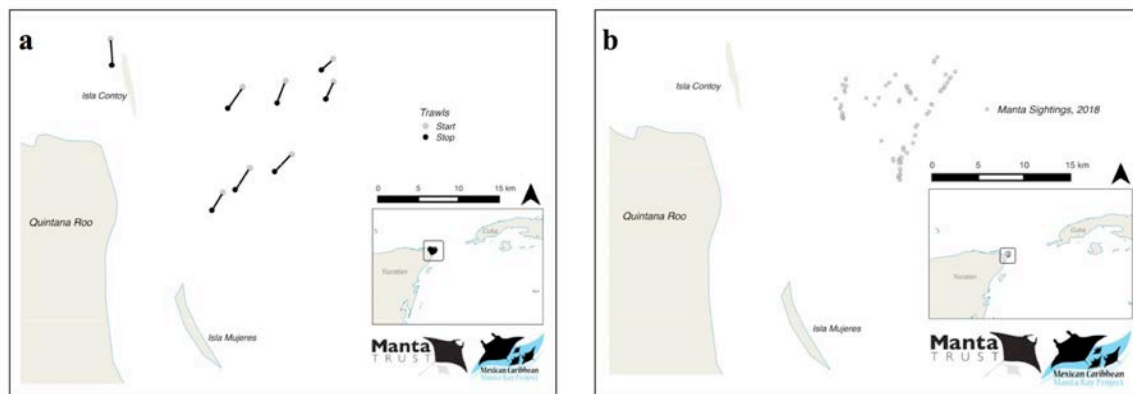 a
Isla Contoy
Trawls
Start
Stop
0 5 10 15 km
Quintana Roo
Cuba
Yucatan
Isla Mujeres
Manta
TRUST
Mexican Caribbean
Manta Ray Project
b
Isla Contoy
Manta Sightings, 2018
0 5 10 15 km
Quintana Roo
Cuba
Yucatan
Isla Mujeres
Manta
TRUST
Mexican Caribbean
Manta Ray Project